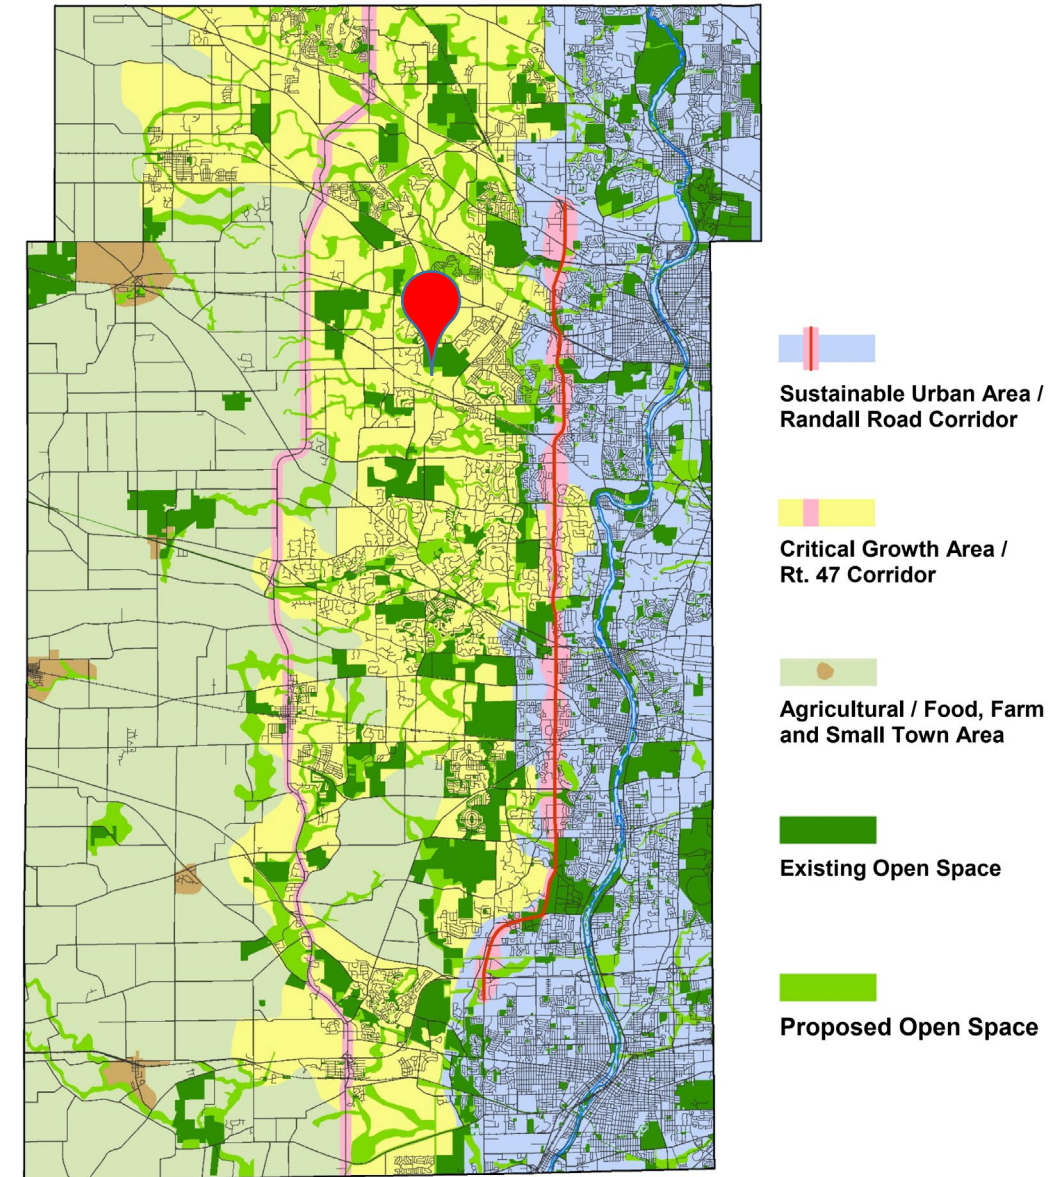 Sustainable Urban Area /
Randall Road Corridor
Critical Growth Area /
Rt. 47 Corridor
Agricultural / Food, Farm
and Small Town Area
Existing Open Space
Proposed Open Space